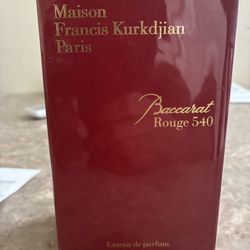 Maison
Francis Kurkdjian
Paris
Baccarat
Rouge 540
Extrait de parfum